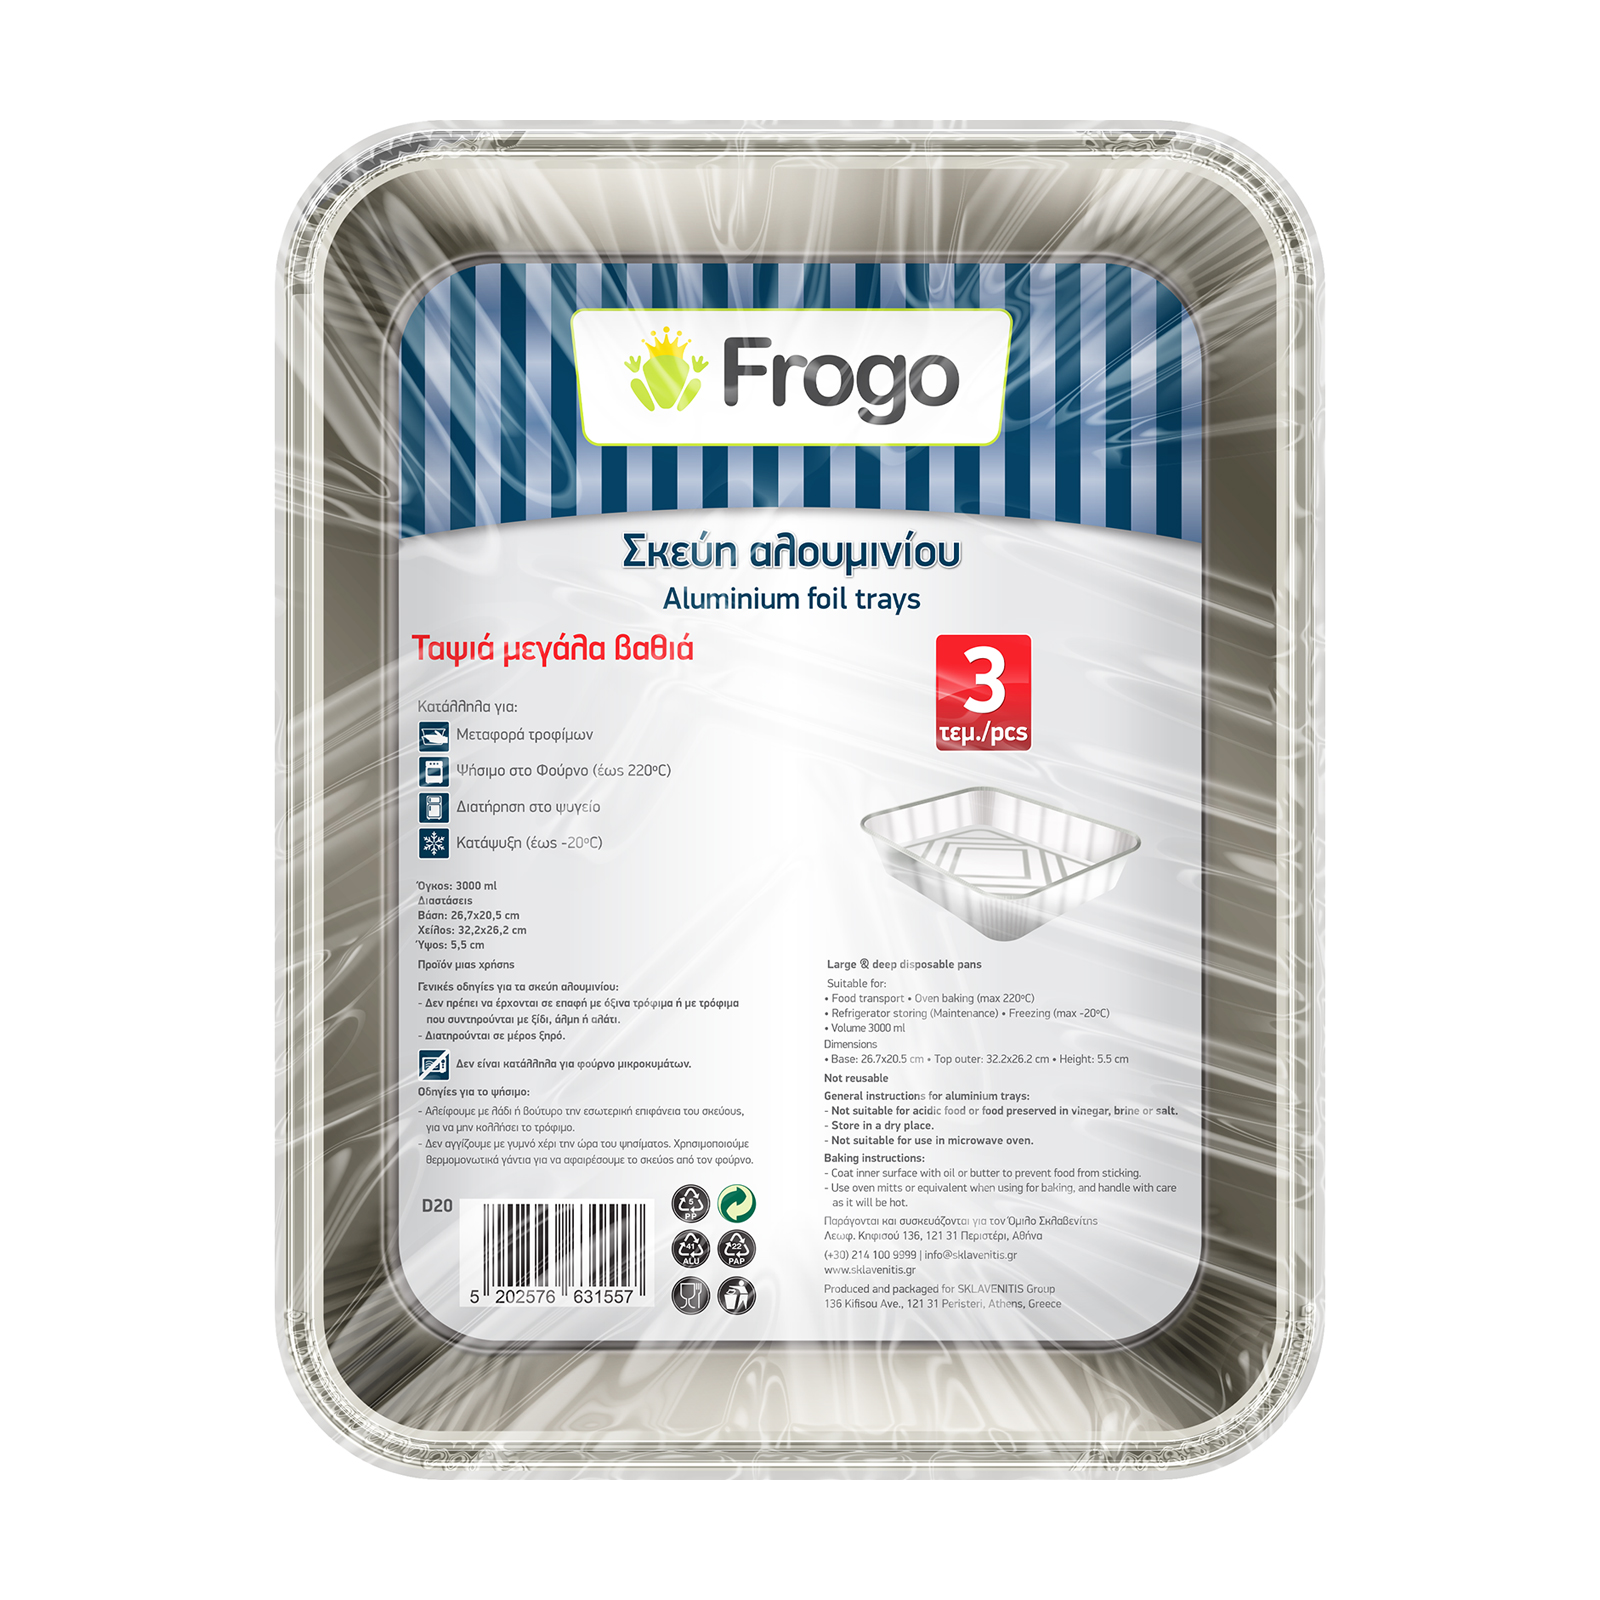 Frogo
Σκεύη αλουμινίου
Aluminium foil trays
Ταψιά μεγάλα βαθιά
3
τεμ./pcs
Κατάλληλα για:
Μεταφορά τροφίμων
Ψήσιμο στο Φούρνο (έως 220ºC)
Διατήρηση στο ψυγείο
Κατάψυξη (έως -20ºC)
Όγκος: 3000 ml
Διαστάσεις
Βάση: 26,7x20,5 cm
Χείλος: 32,2x26,2 cm
Ύψος: 5,5 cm
Προϊόν μιας χρήσης
Γενικές οδηγίες για τα σκεύη αλουμινίου:
- Δεν πρέπει να έρχονται σε επαφή με όξινα τρόφιμα ή με τρόφιμα
που συντηρούνται με ξίδι, άλμη ή αλάτι.
- Διατηρούνται σε μέρος ξηρό.
Δεν είναι κατάλληλα για φούρνο μικροκυμάτων.
Οδηγίες για το ψήσιμο:
- Αλείφουμε με λάδι ή βούτυρο την εσωτερική επιφάνεια του σκεύους,
για να μην κολλήσει το τρόφιμο.
- Δεν αγγίζουμε με γυμνό χέρι την ώρα του ψησίματος. Χρησιμοποιούμε
θερμομονωτικά γάντια για να αφαιρέσουμε το σκεύος από τον φούρνο.
D20
5 202576 631557
5
PP
41
ALU
22
PAP
Large & deep disposable pans
Suitable for:
• Food transport • Oven baking (max 220ºC)
• Refrigerator storing (Maintenance) • Freezing (max -20ºC)
• Volume 3000 ml
Dimensions
• Base: 26.7x20.5 cm • Top outer: 32.2x26.2 cm • Height: 5.5 cm
Not reusable
General instructions for aluminium trays:
- Not suitable for acidic food or food preserved in vinegar, brine or salt.
- Store in a dry place.
- Not suitable for use in microwave oven.
Baking instructions:
- Coat inner surface with oil or butter to prevent food from sticking.
- Use oven mitts or equivalent when using for baking, and handle with care
as it will be hot.
Παράγονται και συσκευάζονται για τον Όμιλο Σκλαβενίτης
Λεωφ. Κηφισού 136, 121 31 Περιστέρι, Αθήνα
(+30) 214 100 9999 | info@sklavenitis.gr
www.sklavenitis.gr
Produced and packaged for SKLAVENITIS Group
136 Kifisou Ave., 121 31 Peristeri, Athens, Greece